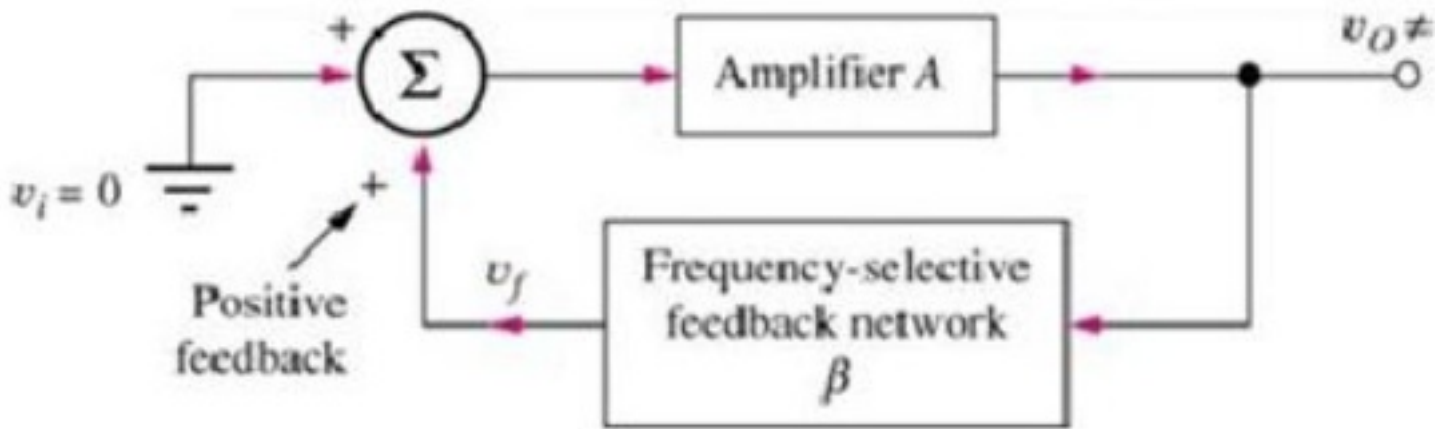 +
Σ
Amplifier A
v_O ≠
v_i = 0
+
Positive
feedback
v_f
Frequency-selective
feedback network
β